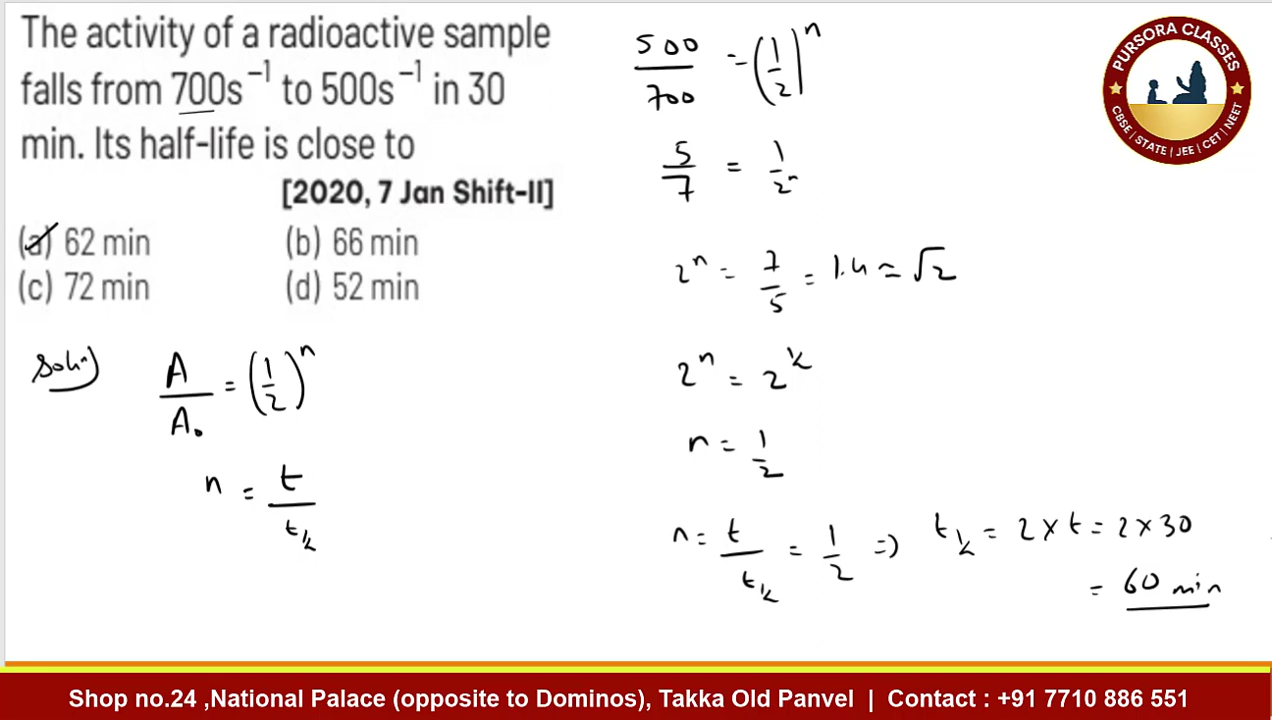 The activity of a radioactive sample
falls from 700s⁻¹ to 500s⁻¹ in 30
min. Its half-life is close to
[2020, 7 Jan Shift-II]
(a) 62 min (b) 66 min
(c) 72 min (d) 52 min
Soln)
A/A₀ = (1/2)ⁿ
n = t/t½
500/700 = (1/2)ⁿ
5/7 = 1/2ⁿ
2ⁿ = 7/5 = 1.4 ≈ √2
2ⁿ = 2^½
n = 1/2
n = t/t½ = 1/2 => t½ = 2 × t = 2 × 30
= 60 min
PURSORA CLASSES
CBSE | STATE | JEE | CET | NEET
Shop no.24 ,National Palace (opposite to Dominos), Takka Old Panvel | Contact : +91 7710 886 551